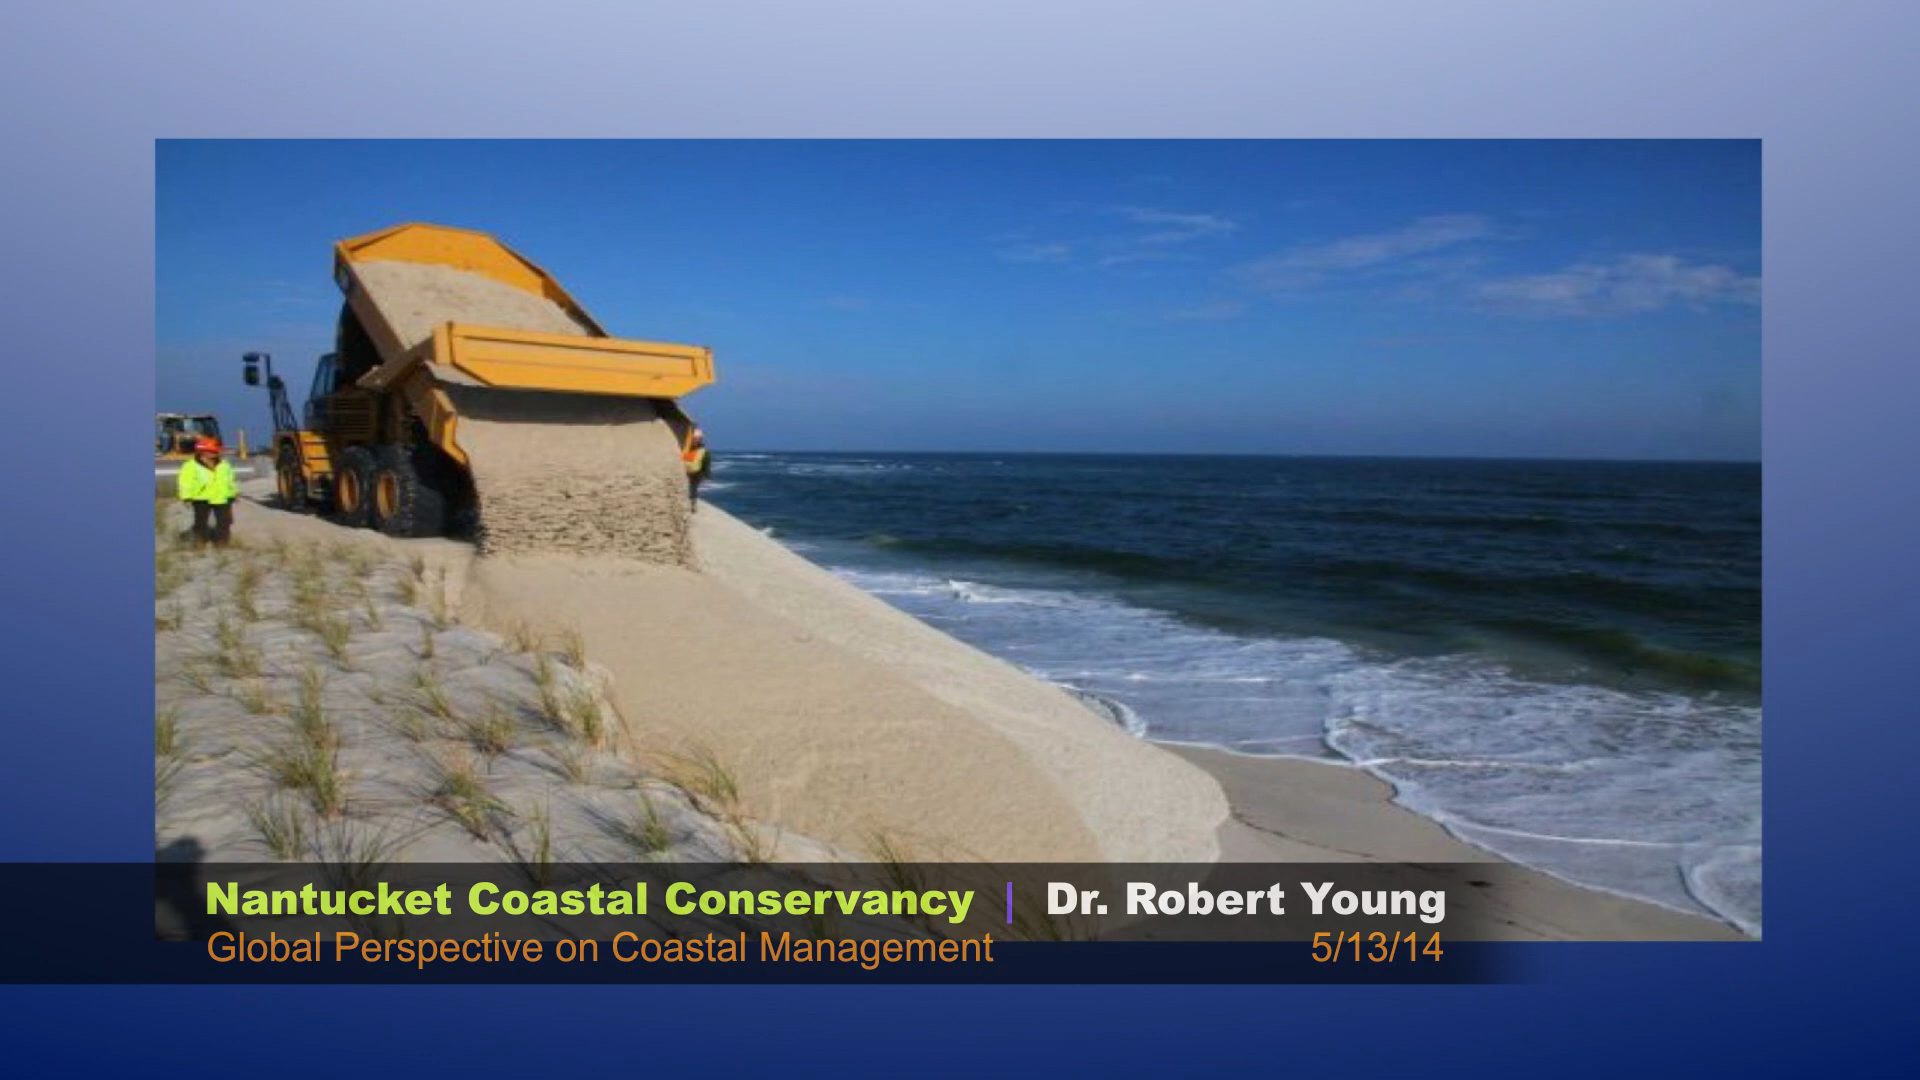 Nantucket Coastal Conservancy | Dr. Robert Young
Global Perspective on Coastal Management 5/13/14